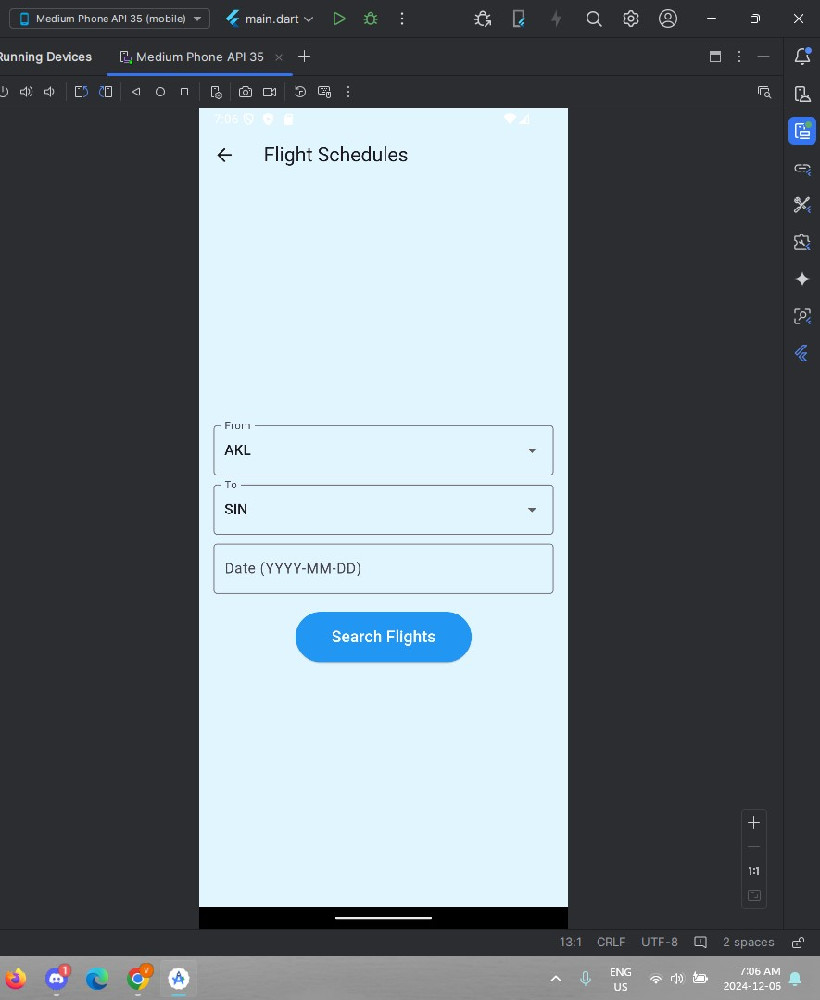 Medium Phone API 35 (mobile)
main.dart
Running Devices
Medium Phone API 35
7:06
Flight Schedules
From
AKL
To
SIN
Date (YYYY-MM-DD)
Search Flights
1:1
13:1 CRLF UTF-8 2 spaces
1
V
ENG
US
7:06 AM
2024-12-06